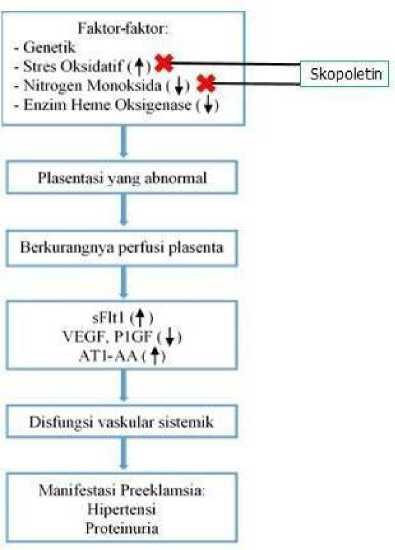 Faktor-faktor:
- Genetik
- Stres Oksidatif (↑)
- Nitrogen Monoksida (↓)
- Enzim Heme Oksigenase (↓)
Skopoletin
Plasentasi yang abnormal
Berkurangnya perfusi plasenta
sFlt1 (↑)
VEGF, P1GF (↓)
AT1-AA (↑)
Disfungsi vaskular sistemik
Manifestasi Preeklamsia:
Hipertensi
Proteinuria